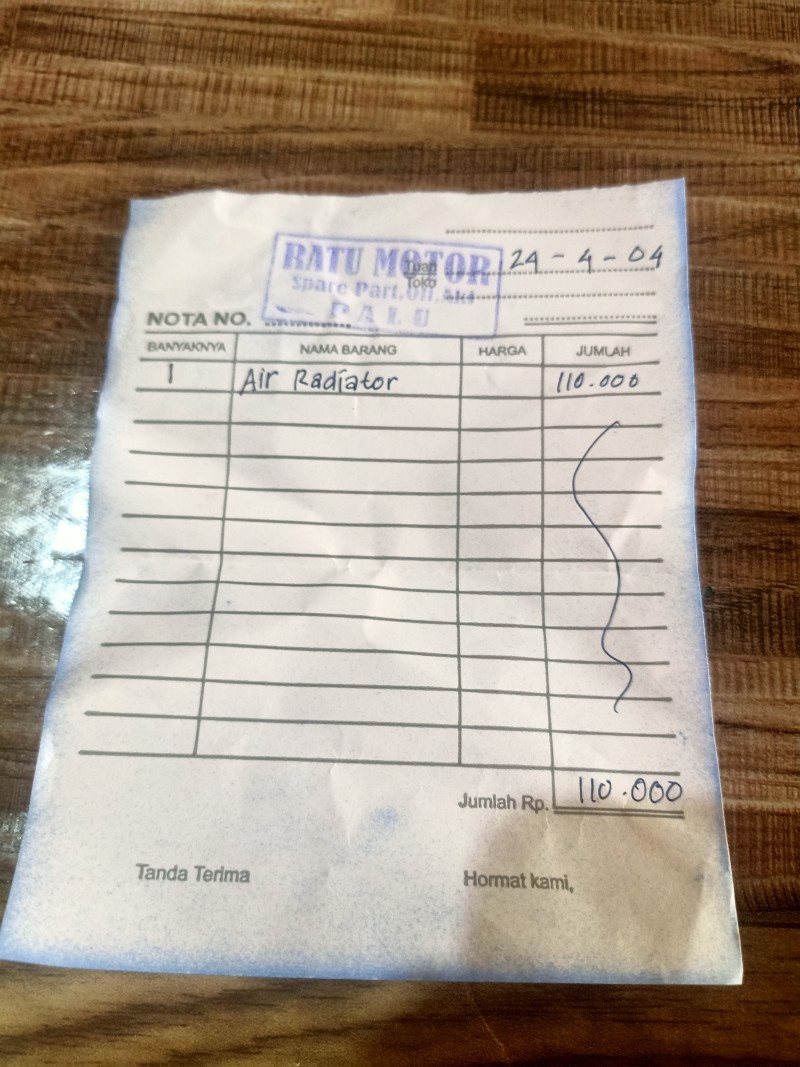 RATU MOTOR
Tuan
24 - 4 - 04
Toko
Spare Part, Oli, Aki
PALU
NOTA NO.
BANYAKNYA NAMA BARANG HARGA JUMLAH
1 Air Radiator 110.000
Jumlah Rp. 110.000
Tanda Terima Hormat kami,